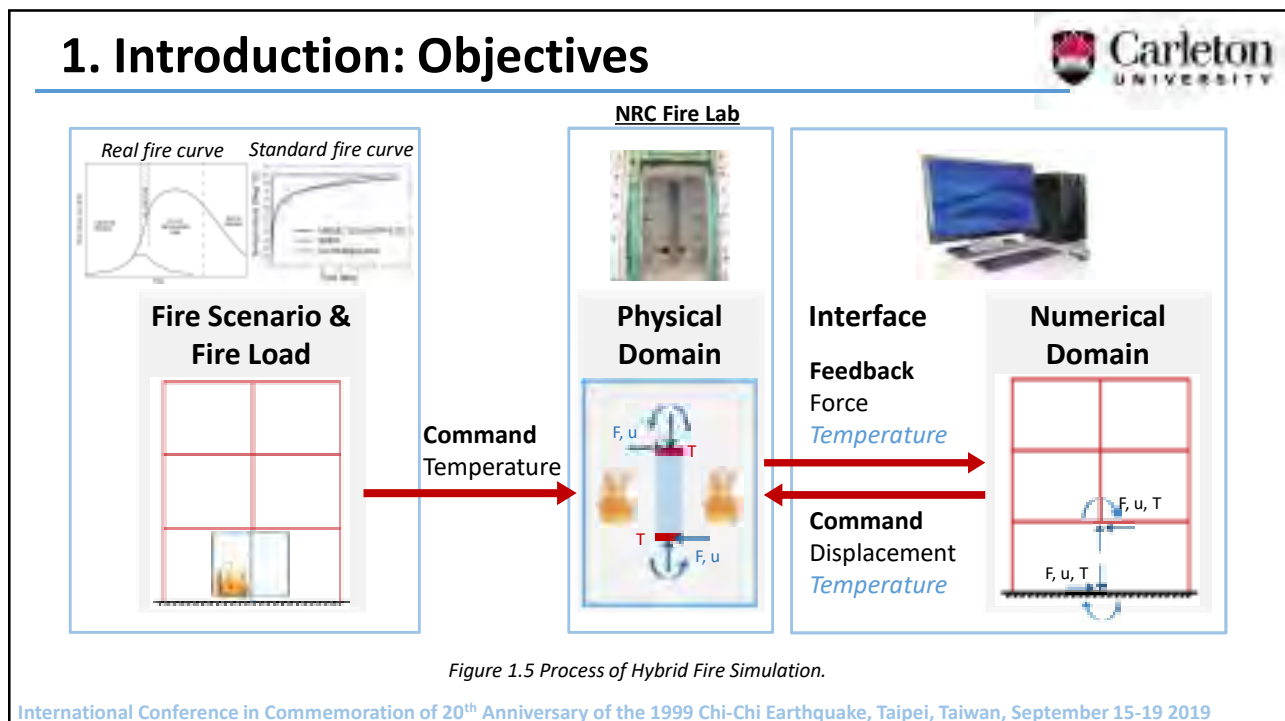 1. Introduction: Objectives
Carleton
UNIVERSITY
NRC Fire Lab
Real fire curve
Standard fire curve
Fire Scenario &
Fire Load
Command
Temperature
Physical
Domain
F, u
T
T
F, u
Interface
Feedback
Force
Temperature
Command
Displacement
Temperature
Numerical
Domain
F, u, T
F, u, T
Figure 1.5 Process of Hybrid Fire Simulation.
International Conference in Commemoration of 20th Anniversary of the 1999 Chi-Chi Earthquake, Taipei, Taiwan, September 15-19 2019